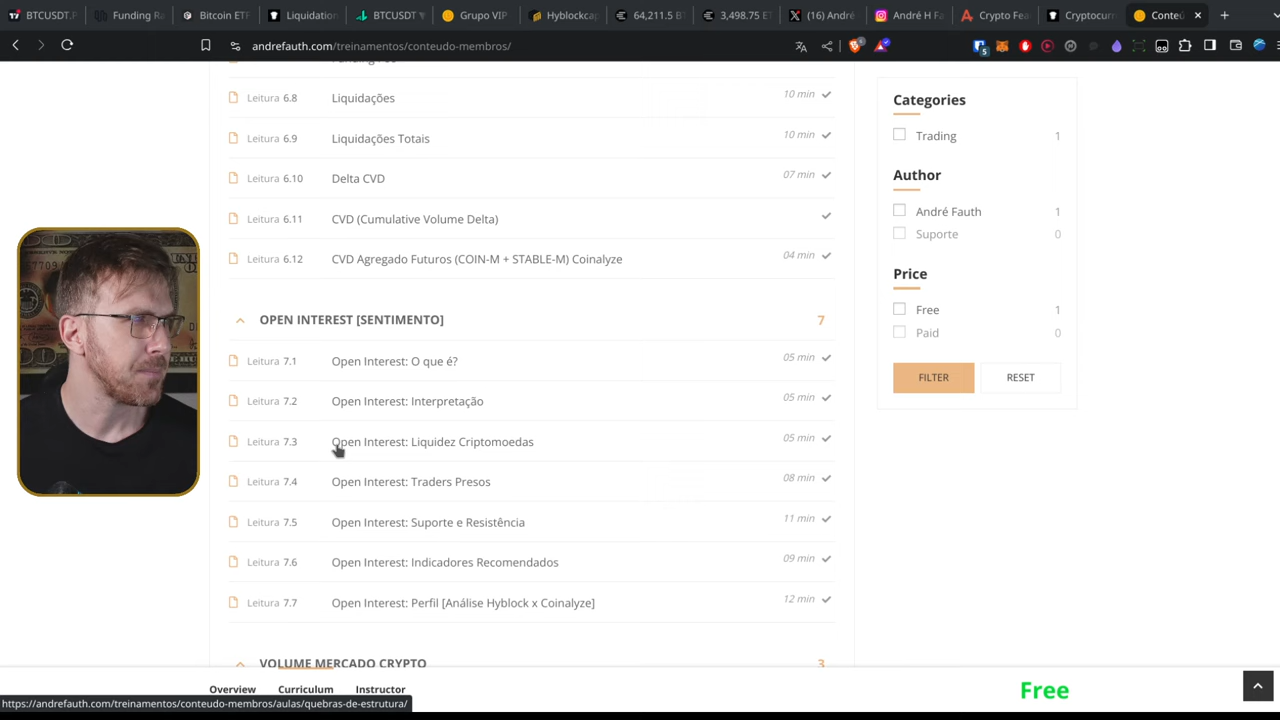 BTCUSDT,P
Funding Ra
Bitcoin ETF
Liquidation
BTCUSDT
Grupo VIP
Hyblockcap
64,211.5 BT
3,498.75 ET
(16) André
André H Fa
Crypto Fea
Cryptocurr
Conteú
andrefauth.com/treinamentos/conteudo-membros/
5
Leitura 6.8 Liquidações 10 min
Leitura 6.9 Liquidações Totais 10 min
Leitura 6.10 Delta CVD 07 min
Leitura 6.11 CVD (Cumulative Volume Delta)
Leitura 6.12 CVD Agregado Futuros (COIN-M + STABLE-M) Coinalyze 04 min
OPEN INTEREST [SENTIMENTO] 7
Leitura 7.1 Open Interest: O que é? 05 min
Leitura 7.2 Open Interest: Interpretação 05 min
Leitura 7.3 Open Interest: Liquidez Criptomoedas 05 min
Leitura 7.4 Open Interest: Traders Presos 08 min
Leitura 7.5 Open Interest: Suporte e Resistência 11 min
Leitura 7.6 Open Interest: Indicadores Recomendados 09 min
Leitura 7.7 Open Interest: Perfil [Análise Hyblock x Coinalyze] 12 min
VOLUME MERCADO CRYPTO 3
Categories
Trading 1
Author
André Fauth 1
Suporte 0
Price
Free 1
Paid 0
FILTER RESET
Overview Curriculum Instructor
Free
https://andrefauth.com/treinamentos/conteudo-membros/aulas/quebras-de-estrutura/